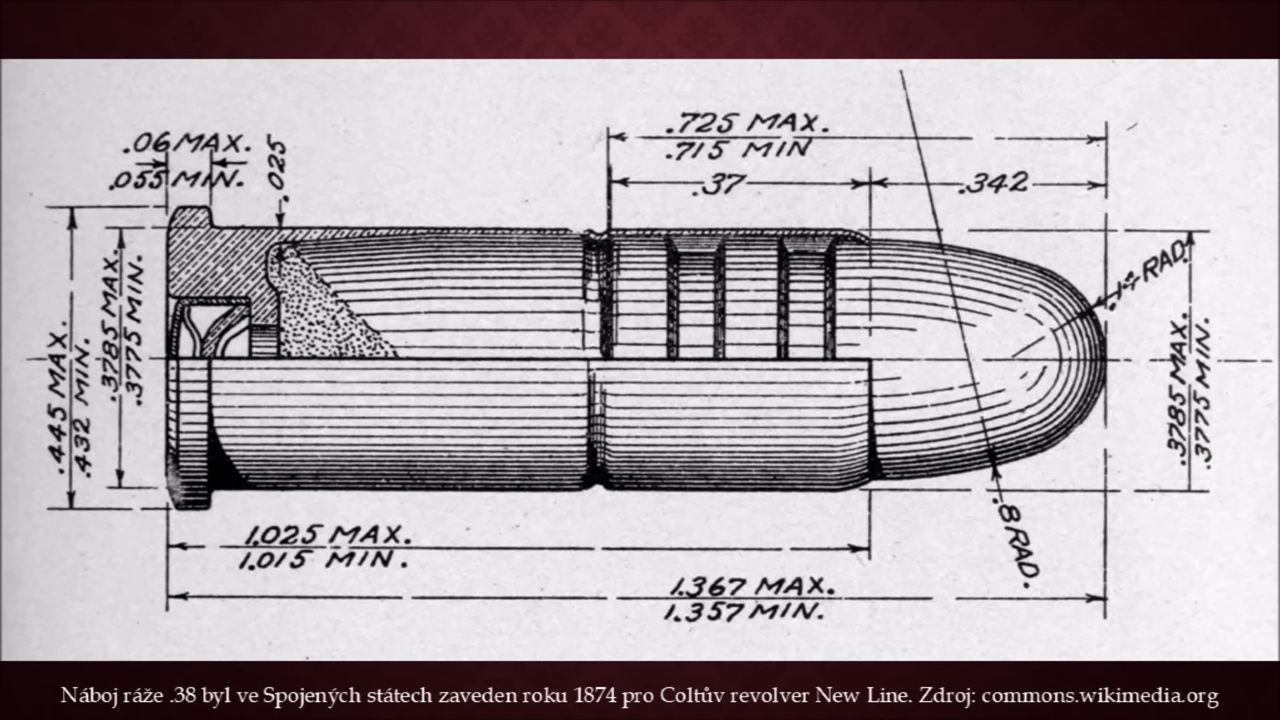 .725 MAX.
.715 MIN
.06 MAX.
.055 MIN.
.025
.37
.342
.445 MAX.
.432 MIN.
.3785 MAX.
.3775 MIN.
RAD.
.3785 MAX.
.3775 MIN.
.8 RAD.
1.025 MAX.
1.015 MIN.
1.367 MAX.
1.357 MIN.
Náboj ráže .38 byl ve Spojených státech zaveden roku 1874 pro Coltův revolver New Line. Zdroj: commons.wikimedia.org